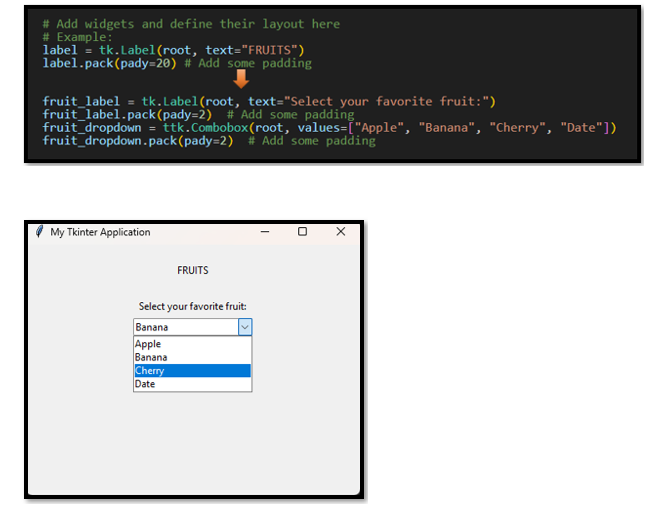 # Add widgets and define their layout here
# Example:
label = tk.Label(root, text="FRUITS")
label.pack(pady=20) # Add some padding
fruit_label = tk.Label(root, text="Select your favorite fruit:")
fruit_label.pack(pady=2)  # Add some padding
fruit_dropdown = ttk.Combobox(root, values=["Apple", "Banana", "Cherry", "Date"])
fruit_dropdown.pack(pady=2)  # Add some padding
My Tkinter Application
FRUITS
Select your favorite fruit:
Banana
Apple
Banana
Cherry
Date